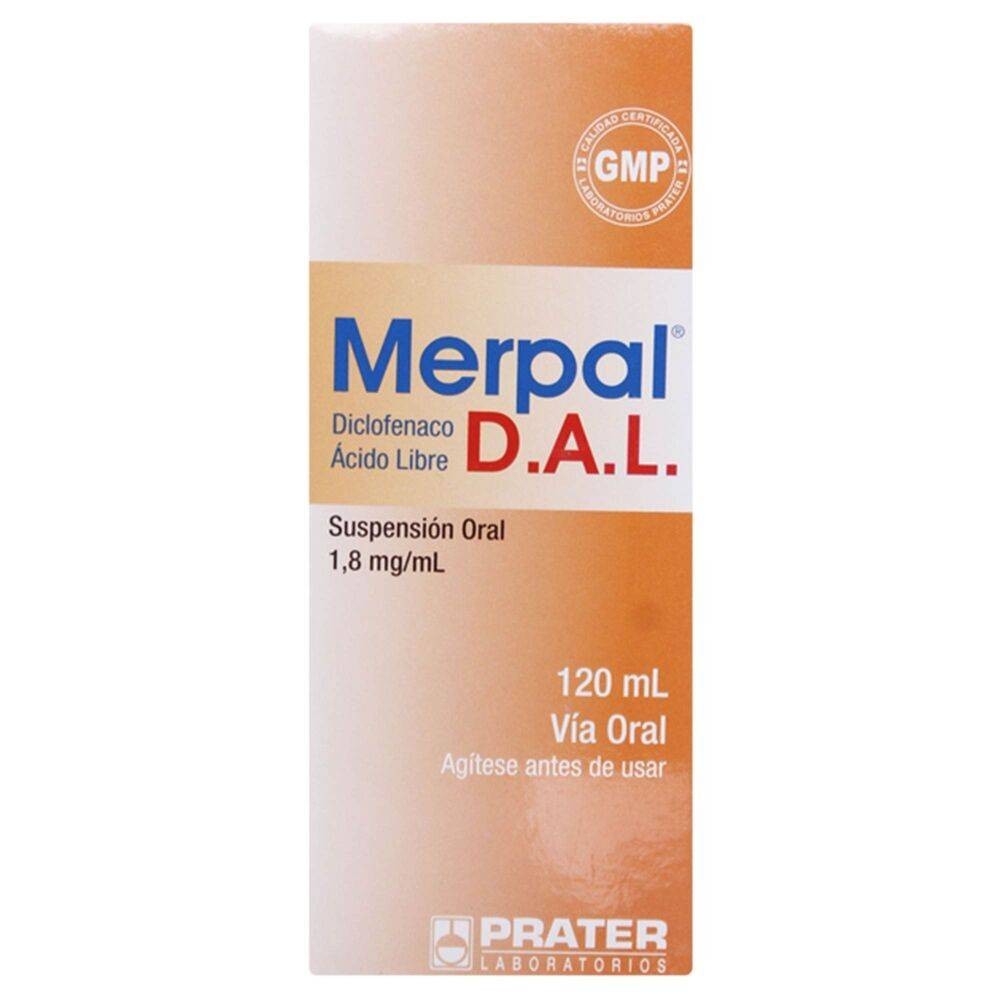 CALIDAD CERTIFICADA
GMP
LABORATORIOS PRATER
Merpal®
Diclofenaco
Ácido Libre
D.A.L.
Suspensión Oral
1,8 mg/mL
120 mL
Vía Oral
Agítese antes de usar
PRATER
LABORATORIOS